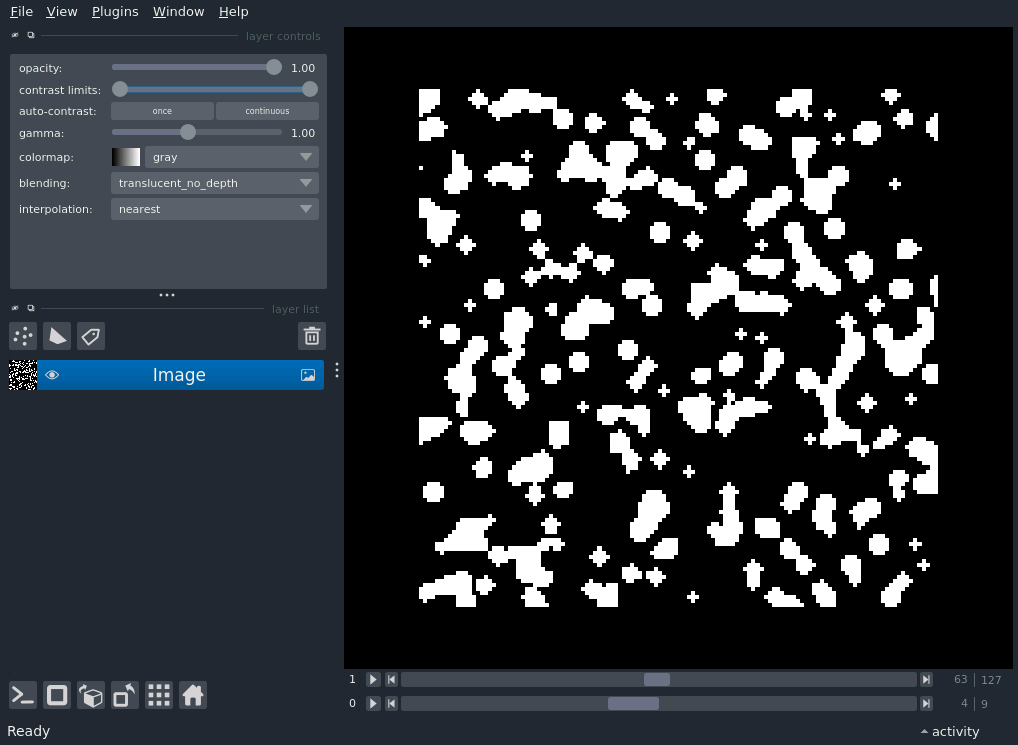 File View Plugins Window Help
layer controls
opacity: 1.00
contrast limits:
auto-contrast: once continuous
gamma: 1.00
colormap: gray
blending: translucent_no_depth
interpolation: nearest
layer list
Image
1 63 127
0 4 9
Ready activity